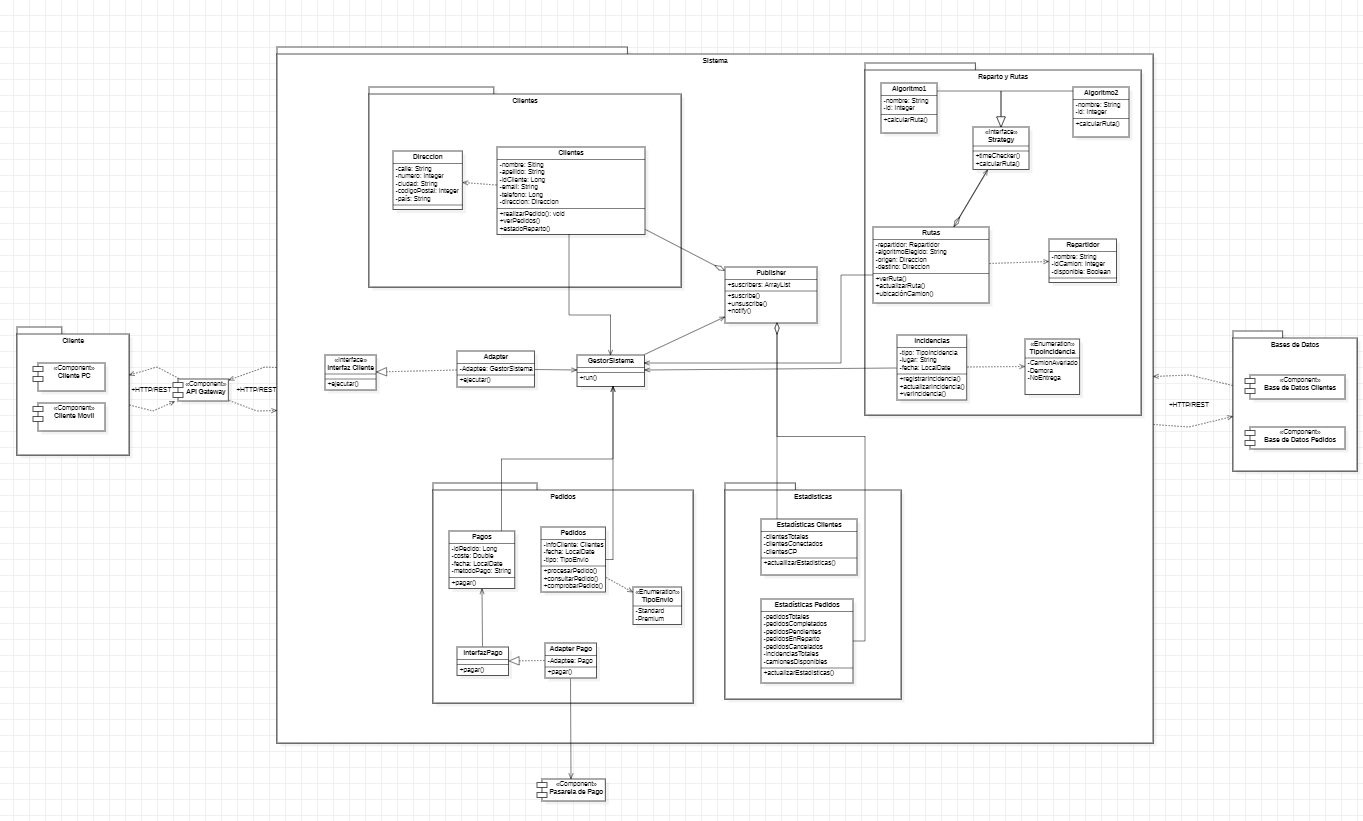 Sistema
Clientes
Direccion
-calle: String
-numero: Integer
-ciudad: String
-codigoPostal: Integer
-pais: String
Clientes
-nombre: String
-apellido: String
-idCliente: Long
-email: String
-telefono: Long
-direccion: Direccion
+realizarPedido(): void
+verPedidos()
+estadoReparto()
Reparto y Rutas
Algoritmo1
-nombre: String
-id: Integer
+calcularRuta()
Algoritmo2
-nombre: String
-id: Integer
+calcularRuta()
«Interface»
Strategy
+timeChecker()
+calcularRuta()
Rutas
-repartidor: Repartidor
-algoritmoElegido: String
-origen: Direccion
-destino: Direccion
+verRuta()
+actualizarRuta()
+ubicaciónCamion()
Repartidor
-nombre: String
-idCamion: Integer
-disponible: Boolean
Incidencias
-tipo: TipoIncidencia
-lugar: String
-fecha: LocalDate
+registrarIncidencia()
+actualizarIncidencia()
+verIncidencia()
«Enumeration»
TipoIncidencia
-CamionAveriado
-Demora
-NoEntrega
Publisher
+suscribers: ArrayList
+suscribe()
+unsuscribe()
+notify()
Cliente
«Component»
Cliente PC
«Component»
Cliente Movil
+HTTP/REST
«Component»
API Gateway
+HTTP/REST
«Interface»
Interfaz Cliente
+ejecutar()
Adapter
-Adaptee: GestorSistema
+ejecutar()
GestorSistema
+run()
Bases de Datos
«Component»
Base de Datos Clientes
«Component»
Base de Datos Pedidos
+HTTP/REST
Pedidos
Pagos
-idPedido: Long
-coste: Double
-fecha: LocalDate
-metodoPago: String
+pagar()
Pedidos
-infoCliente: Clientes
-fecha: LocalDate
-tipo: TipoEnvio
+procesarPedido()
+consultarPedido()
+comprobarPedido()
«Enumeration»
TipoEnvio
-Standard
-Premium
InterfazPago
+pagar()
Adapter Pago
-Adaptee: Pago
+pagar()
Estadisticas
Estadísticas Clientes
-clientesTotales
-clientesConectados
-clientesCP
+actualizarEstadisticas()
Estadísticas Pedidos
-pedidosTotales
-pedidosCompletados
-pedidosPendientes
-pedidosEnReparto
-pedidosCancelados
-incidenciasTotales
-camionesDisponibles
+actualizarEstadisticas()
«Component»
Pasarela de Pago